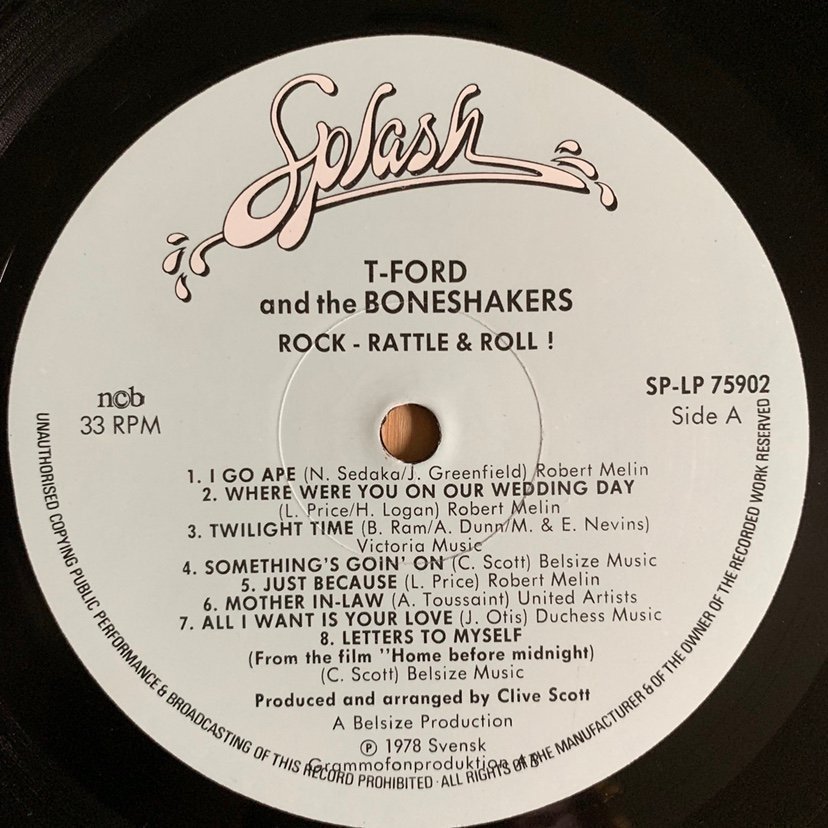 Splash
T-FORD
and the BONESHAKERS
ROCK - RATTLE & ROLL !
ncb
33 RPM
SP-LP 75902
Side A
1. I GO APE (N. Sedaka/J. Greenfield) Robert Melin
2. WHERE WERE YOU ON OUR WEDDING DAY
(L. Price/H. Logan) Robert Melin
3. TWILIGHT TIME (B. Ram/A. Dunn/M. & E. Nevins)
Victoria Music
4. SOMETHING'S GOIN' ON (C. Scott) Belsize Music
5. JUST BECAUSE (L. Price) Robert Melin
6. MOTHER IN-LAW (A. Toussaint) United Artists
7. ALL I WANT IS YOUR LOVE (J. Otis) Duchess Music
8. LETTERS TO MYSELF
(From the film "Home before midnight)
(C. Scott) Belsize Music
Produced and arranged by Clive Scott
A Belsize Production
℗ 1978 Svensk
Grammofonproduktion AB
UNAUTHORISED COPYING PUBLIC PERFORMANCE & BROADCASTING OF THIS RECORD PROHIBITED · ALL RIGHTS OF THE MANUFACTURER & OF THE OWNER OF THE RECORDED WORK RESERVED